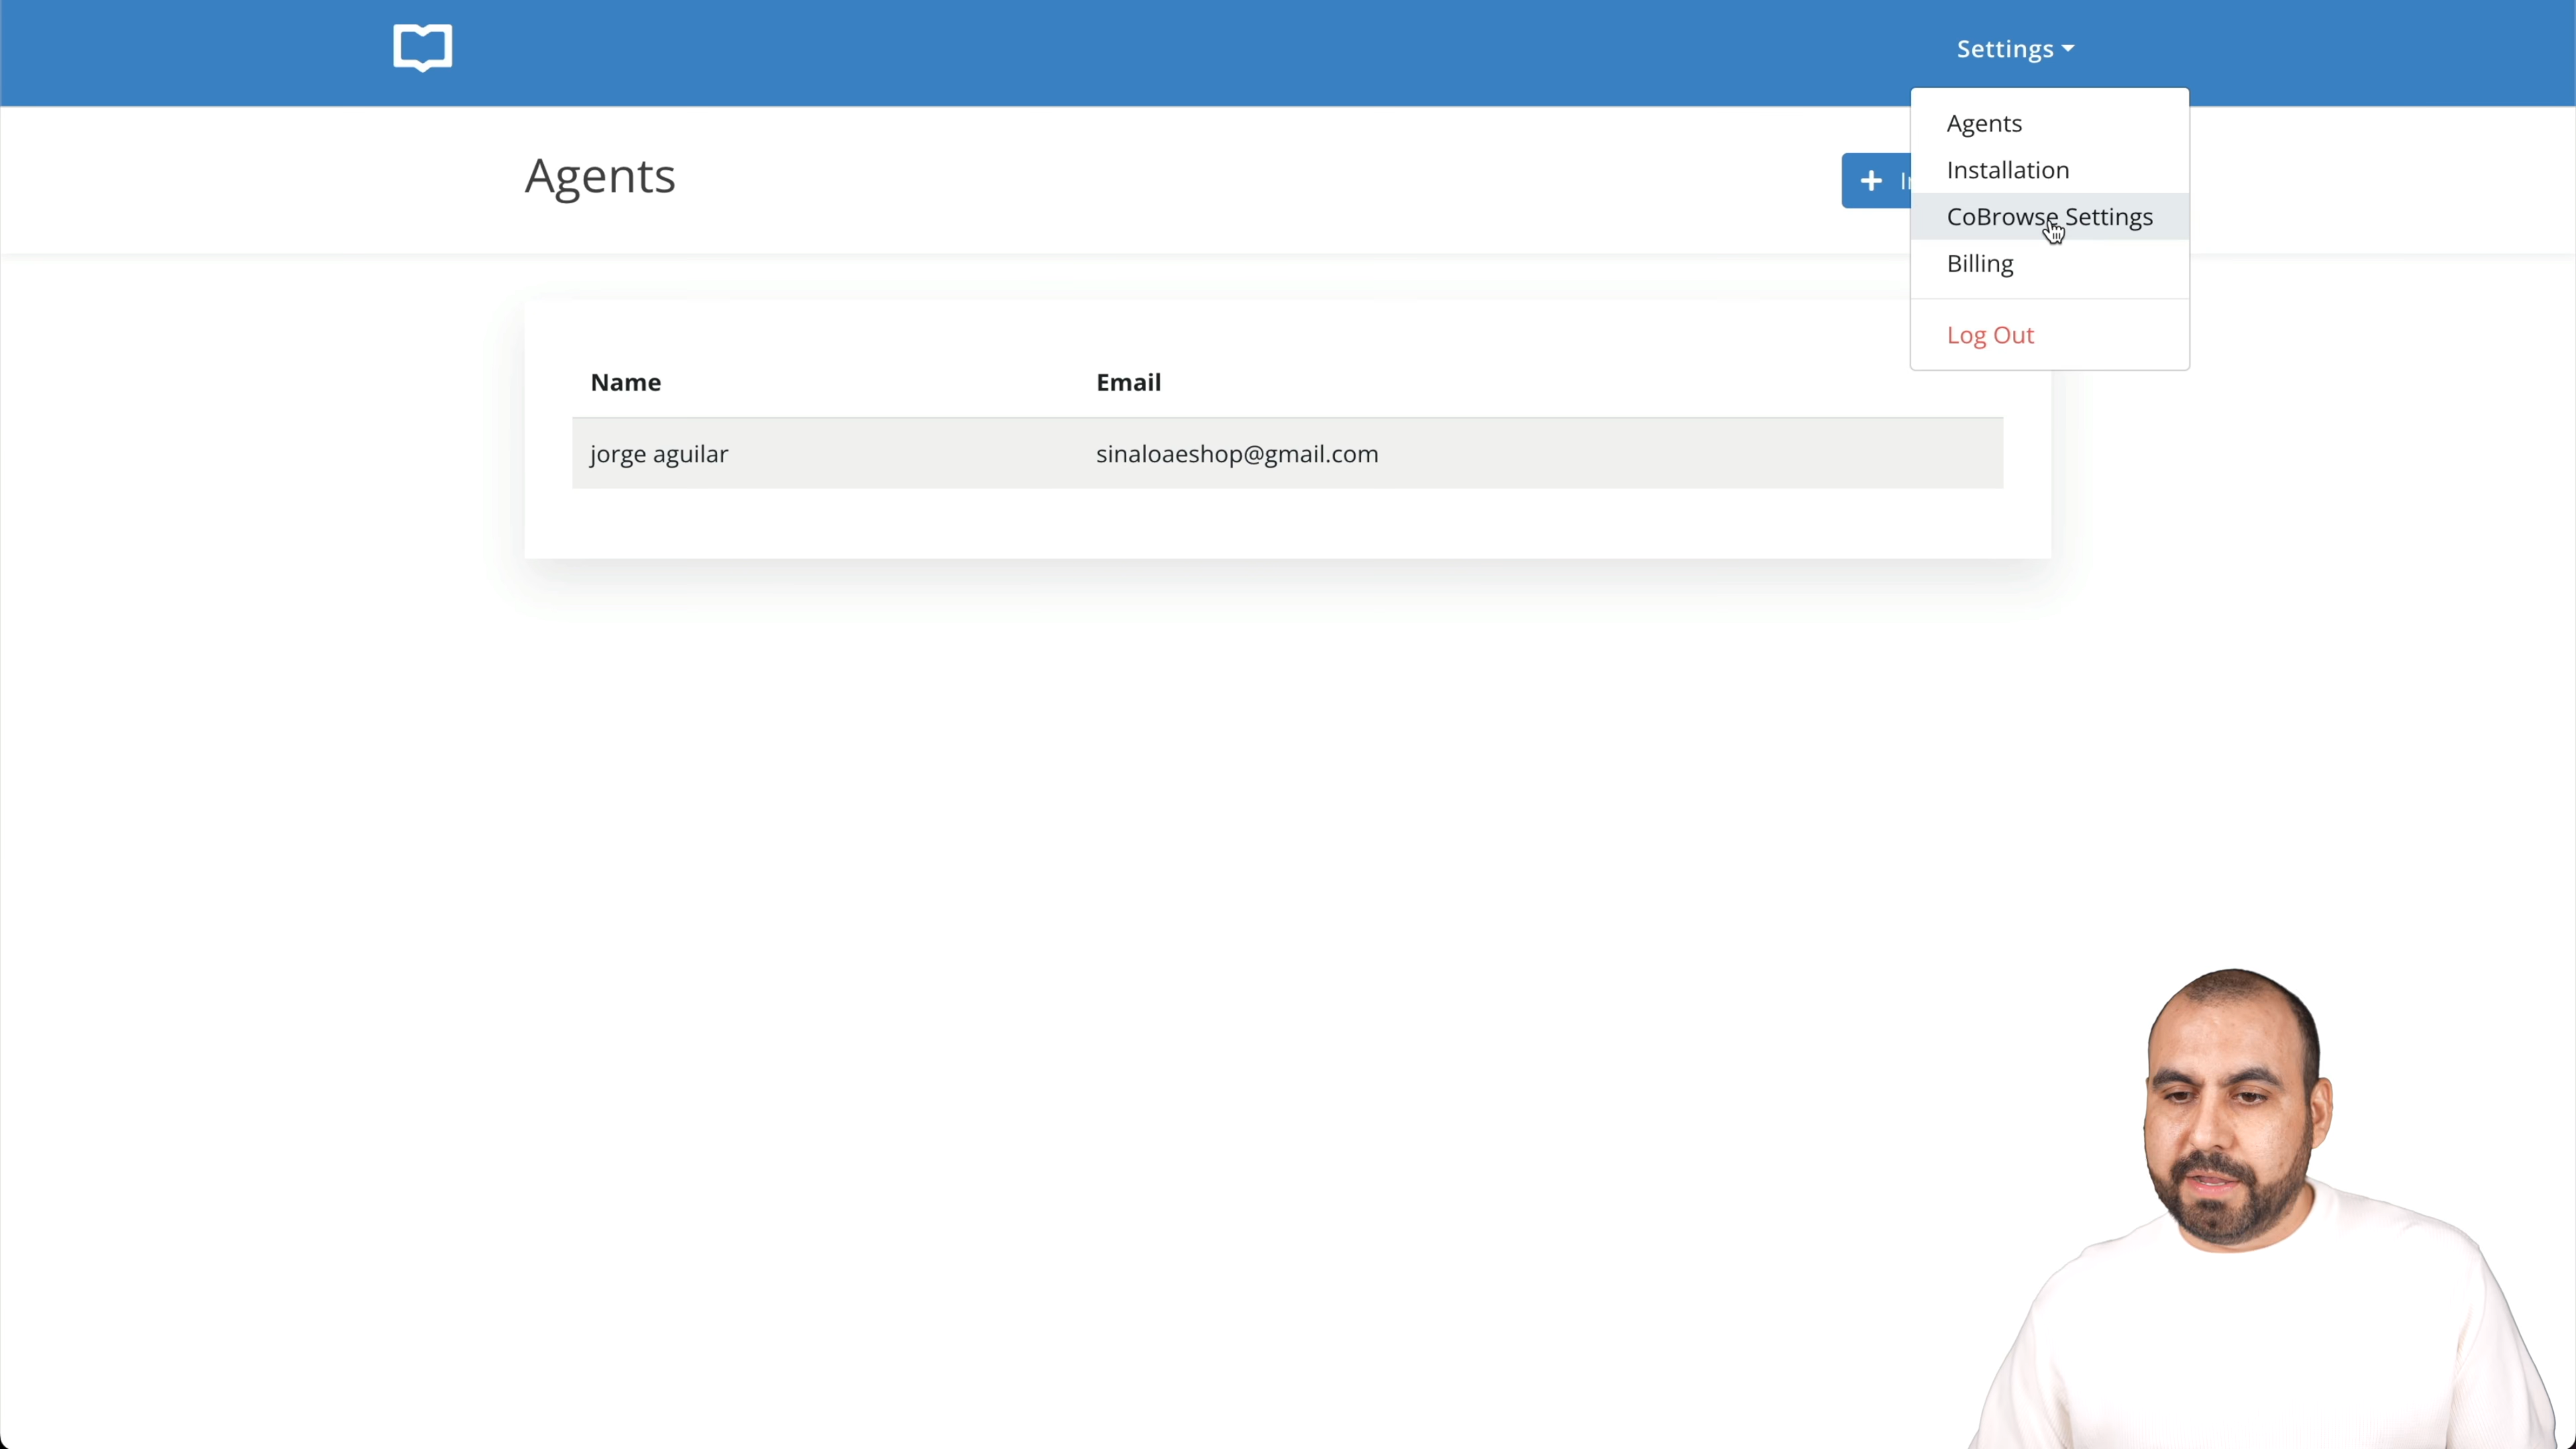 Settings
Agents
Installation
CoBrowse Settings
Billing
Log Out
Agents
Name Email
jorge aguilar sinaloaeshop@gmail.com